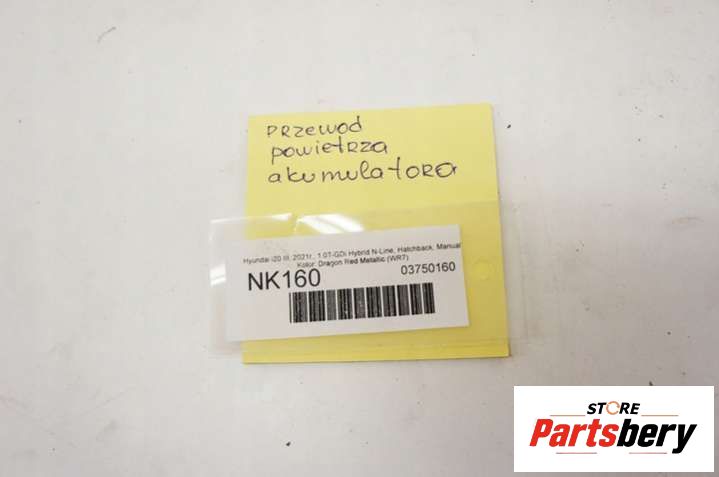 przewod
powietrza
akumulatora
Hyundai i20 III, 2021r., 1.0T-GDi Hybrid N-Line, Hatchback, Manual
Kolor: Dragon Red Metallic (WR7)
NK160 03750160
STORE
Partsbery